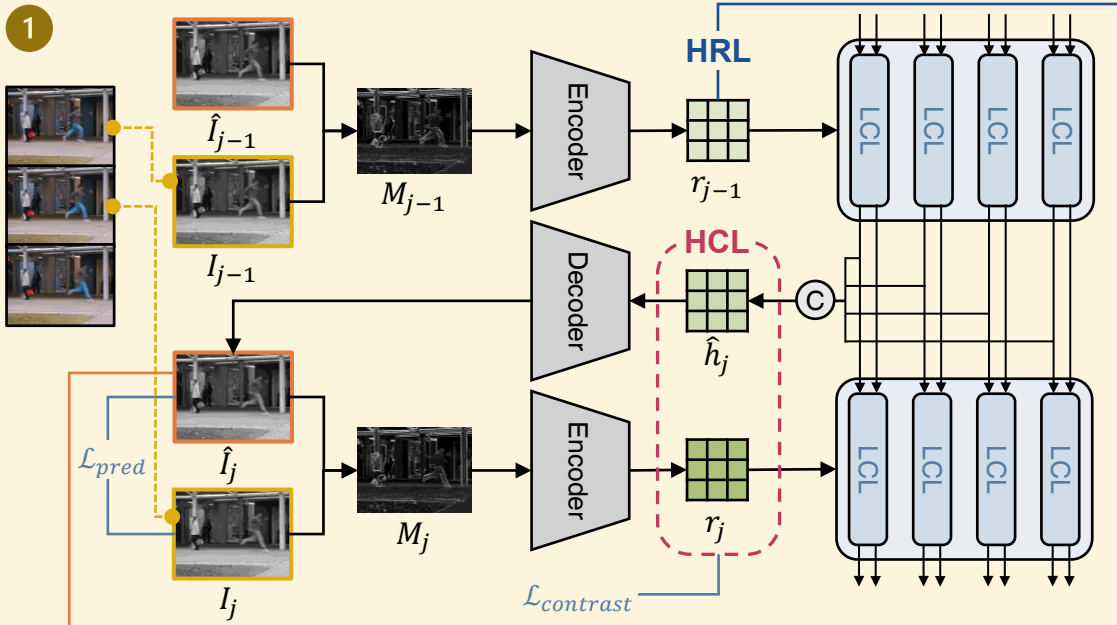 1
Î_{j-1}
I_{j-1}
M_{j-1}
Encoder
HRL
r_{j-1}
LCL
LCL
LCL
LCL
Decoder
HCL
ĥ_j
C
Î_j
ℒ_{pred}
I_j
M_j
Encoder
r_j
LCL
LCL
LCL
LCL
ℒ_{contrast}